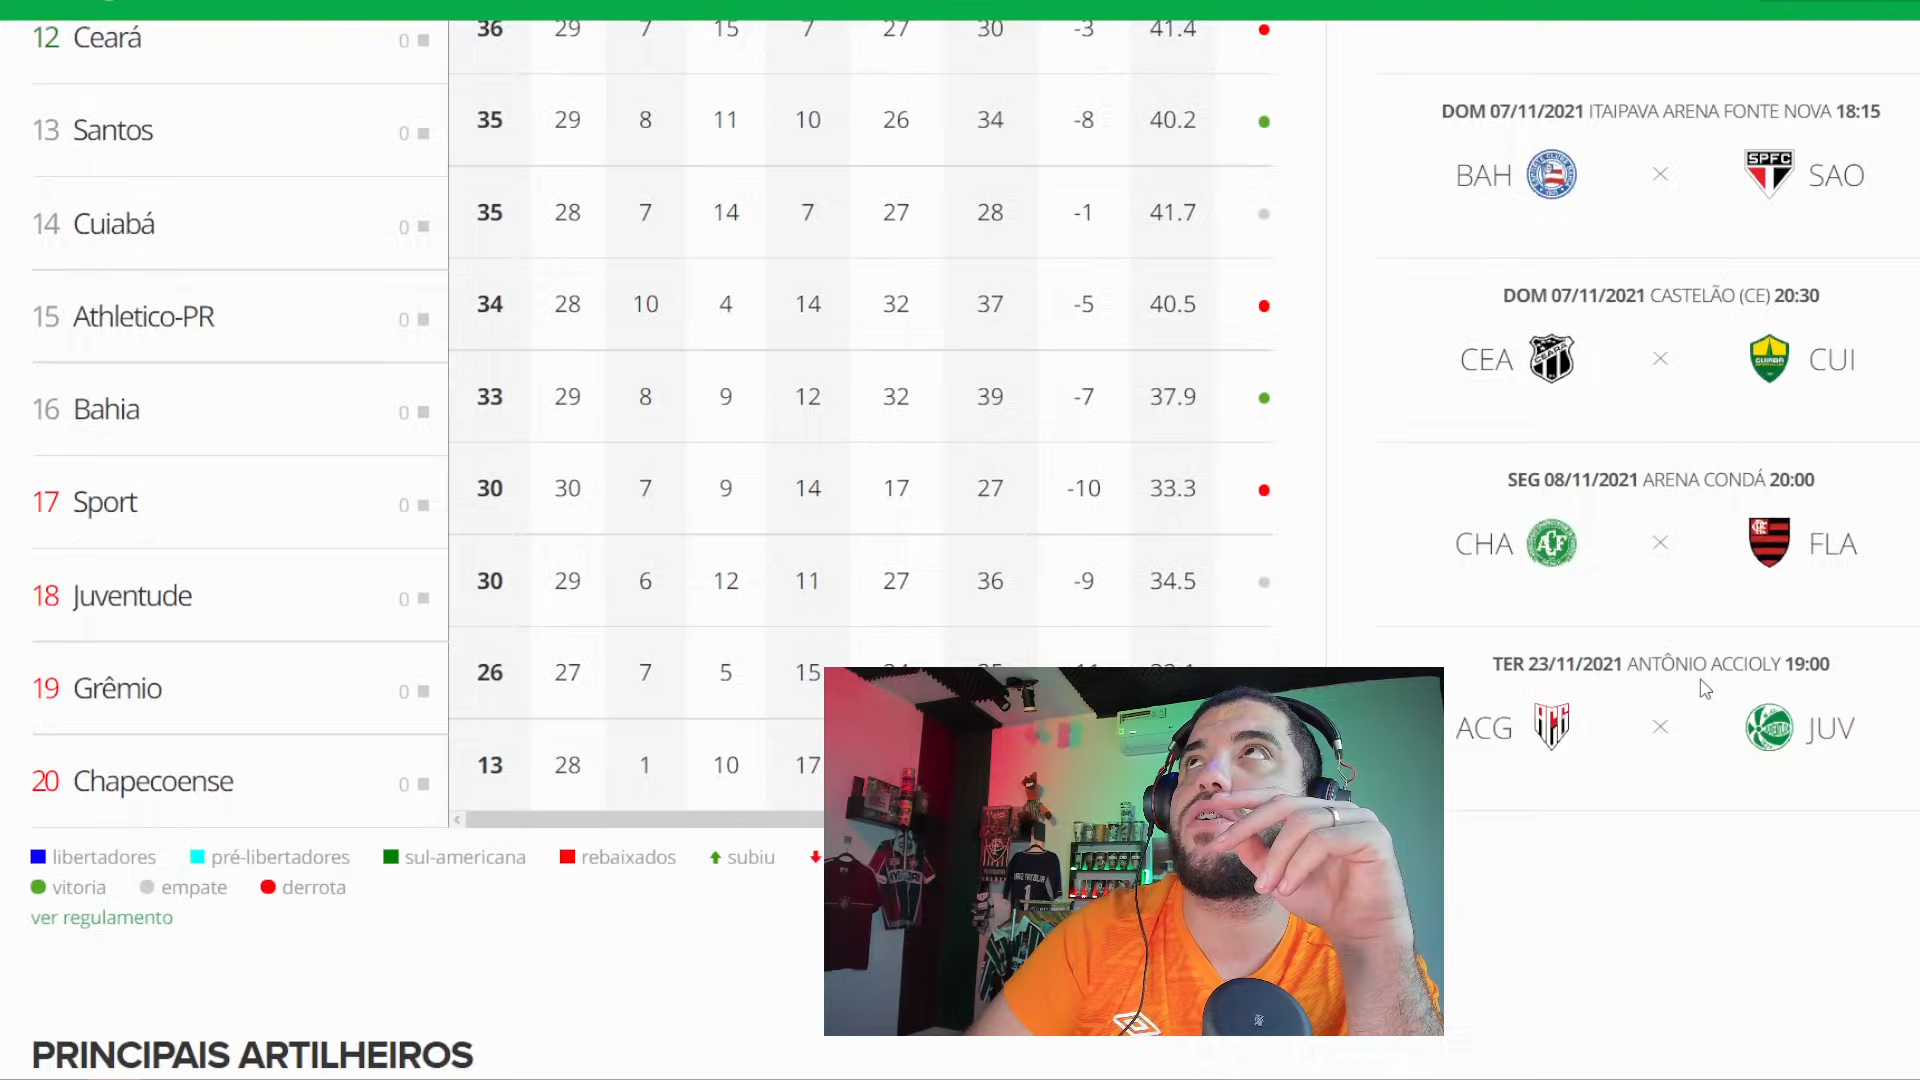 12 Ceará 0 36 29 7 15 7 27 30 -3 41.4
13 Santos 0 35 29 8 11 10 26 34 -8 40.2
14 Cuiabá 0 35 28 7 14 7 27 28 -1 41.7
15 Athletico-PR 0 34 28 10 4 14 32 37 -5 40.5
16 Bahia 0 33 29 8 9 12 32 39 -7 37.9
17 Sport 0 30 30 7 9 14 17 27 -10 33.3
18 Juventude 0 30 29 6 12 11 27 36 -9 34.5
19 Grêmio 0 26 27 7 5 15
20 Chapecoense 0 13 28 1 10 17
libertadores pré-libertadores sul-americana rebaixados subiu
vitoria empate derrota
ver regulamento
PRINCIPAIS ARTILHEIROS
DOM 07/11/2021 ITAIPAVA ARENA FONTE NOVA 18:15
BAH × SPFC SAO
DOM 07/11/2021 CASTELÃO (CE) 20:30
CEA CEARÁ × CUIABÁ CUI
SEG 08/11/2021 ARENA CONDÁ 20:00
CHA ACF × FLA
TER 23/11/2021 ANTÔNIO ACCIOLY 19:00
ACG ACG × JUV